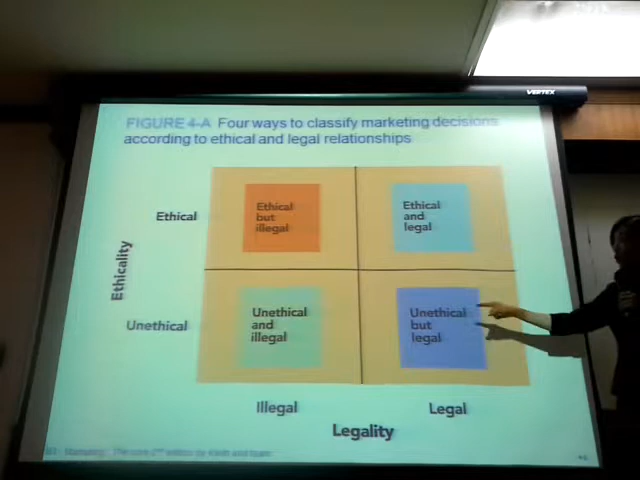 VERTEX
FIGURE 4-A Four ways to classify marketing decisions
according to ethical and legal relationships
Ethicality
Ethical
Ethical
but
illegal
Ethical
and
legal
Unethical
Unethical
and
illegal
Unethical
but
legal
Illegal
Legal
Legality